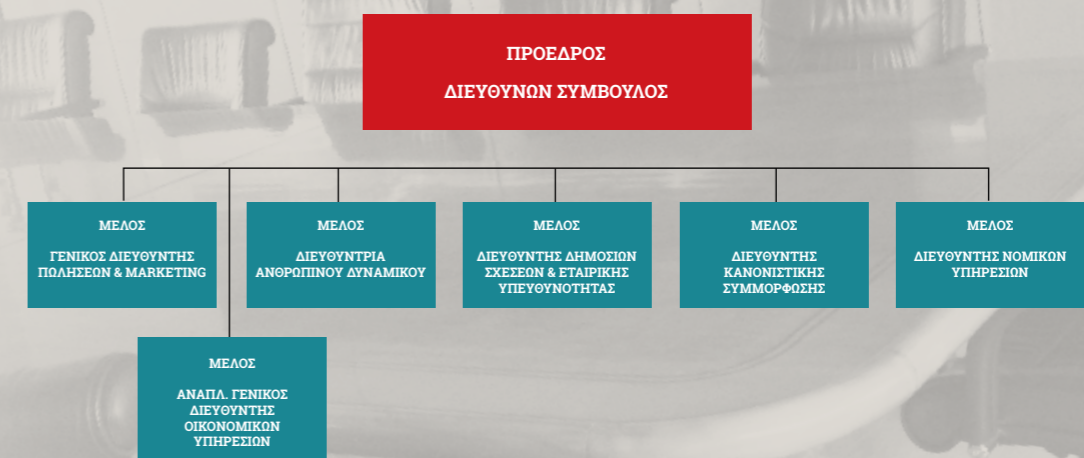 ΠΡΟΕΔΡΟΣ
ΔΙΕΥΘΥΝΩΝ ΣΥΜΒΟΥΛΟΣ
ΜΕΛΟΣ
ΓΕΝΙΚΟΣ ΔΙΕΥΘΥΝΤΗΣ
ΠΩΛΗΣΕΩΝ & MARKETING
ΜΕΛΟΣ
ΔΙΕΥΘΥΝΤΡΙΑ
ΑΝΘΡΩΠΙΝΟΥ ΔΥΝΑΜΙΚΟΥ
ΜΕΛΟΣ
ΔΙΕΥΘΥΝΤΗΣ ΔΗΜΟΣΙΩΝ
ΣΧΕΣΕΩΝ & ΕΤΑΙΡΙΚΗΣ
ΥΠΕΥΘΥΝΟΤΗΤΑΣ
ΜΕΛΟΣ
ΔΙΕΥΘΥΝΤΗΣ
ΚΑΝΟΝΙΣΤΙΚΗΣ
ΣΥΜΜΟΡΦΩΣΗΣ
ΜΕΛΟΣ
ΔΙΕΥΘΥΝΤΗΣ ΝΟΜΙΚΩΝ
ΥΠΗΡΕΣΙΩΝ
ΜΕΛΟΣ
ΑΝΑΠΛ. ΓΕΝΙΚΟΣ
ΔΙΕΥΘΥΝΤΗΣ
ΟΙΚΟΝΟΜΙΚΩΝ
ΥΠΗΡΕΣΙΩΝ